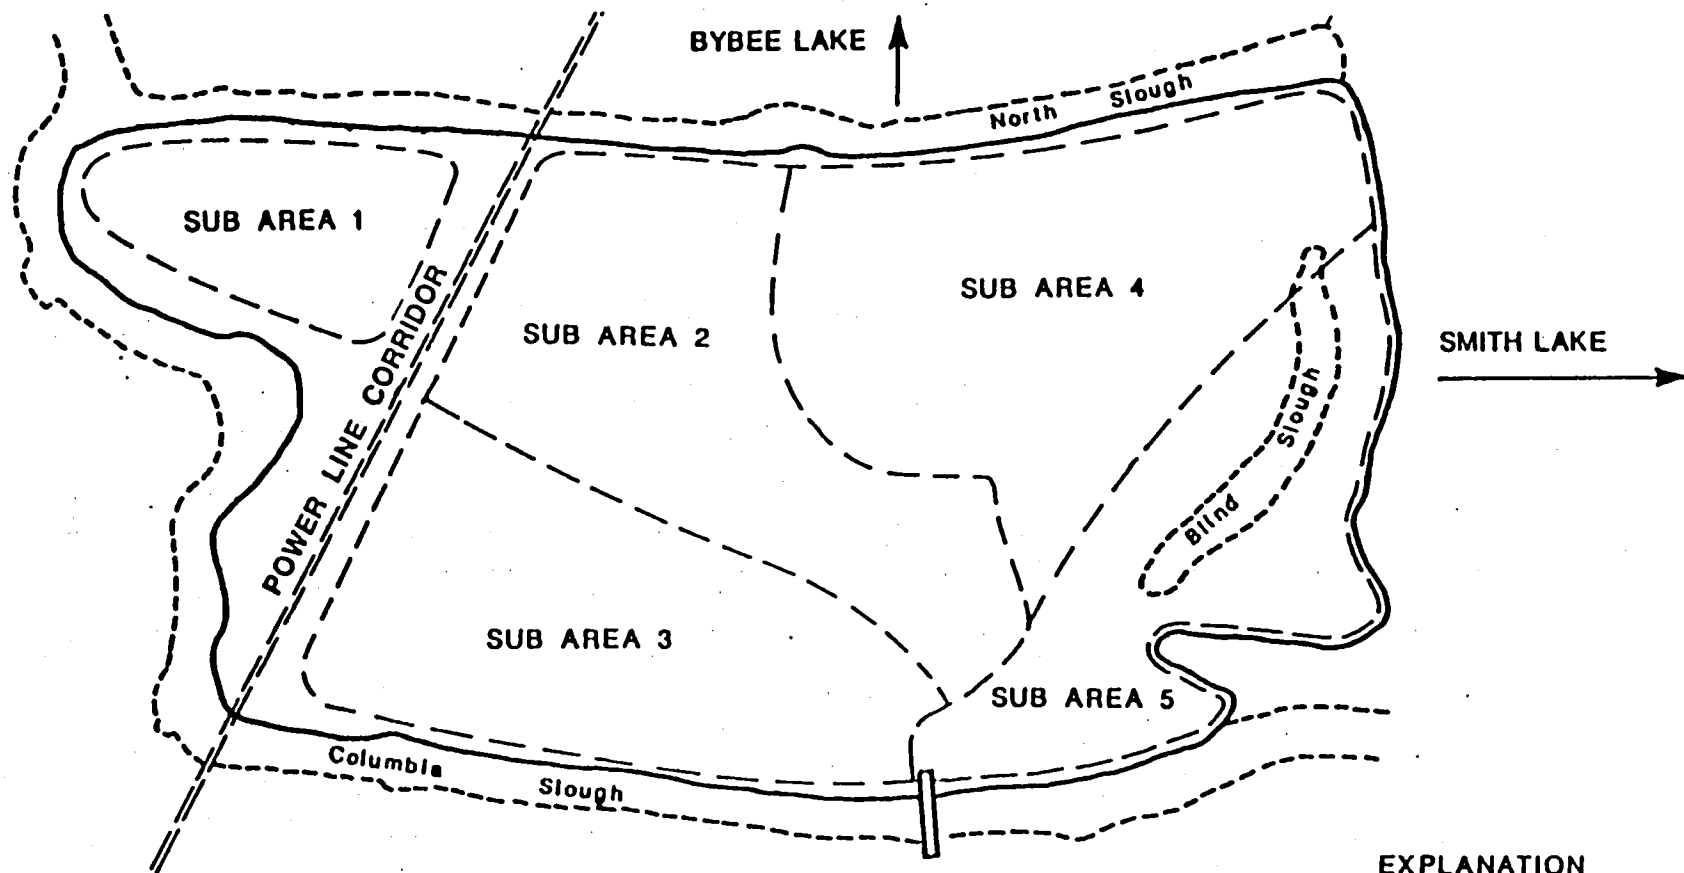 BYBEE LAKE
North Slough
SUB AREA 1
SUB AREA 2
SUB AREA 4
SMITH LAKE
POWER LINE CORRIDOR
Blind Slough
SUB AREA 3
SUB AREA 5
Columbia Slough
EXPLANATION